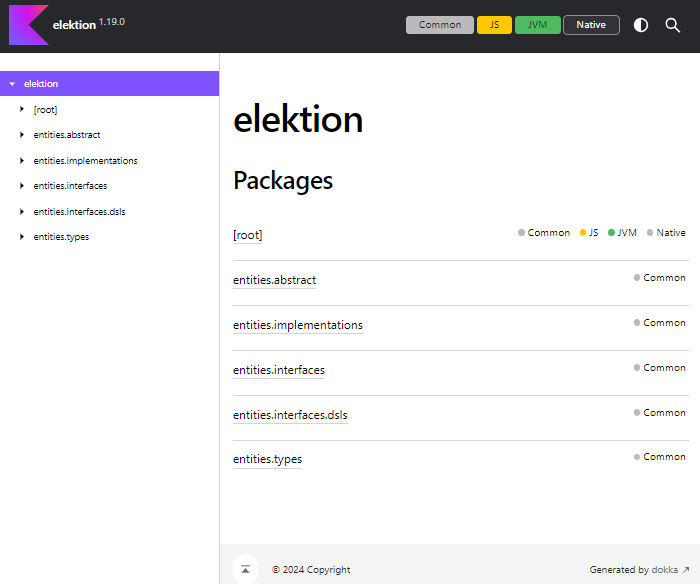 elektion 1.19.0
Common JS JVM Native
elektion
[root]
entities.abstract
entities.implementations
entities.interfaces
entities.interfaces.dsls
entities.types
elektion
Packages
[root] Common JS JVM Native
entities.abstract Common
entities.implementations Common
entities.interfaces Common
entities.interfaces.dsls Common
entities.types Common
© 2024 Copyright Generated by dokka